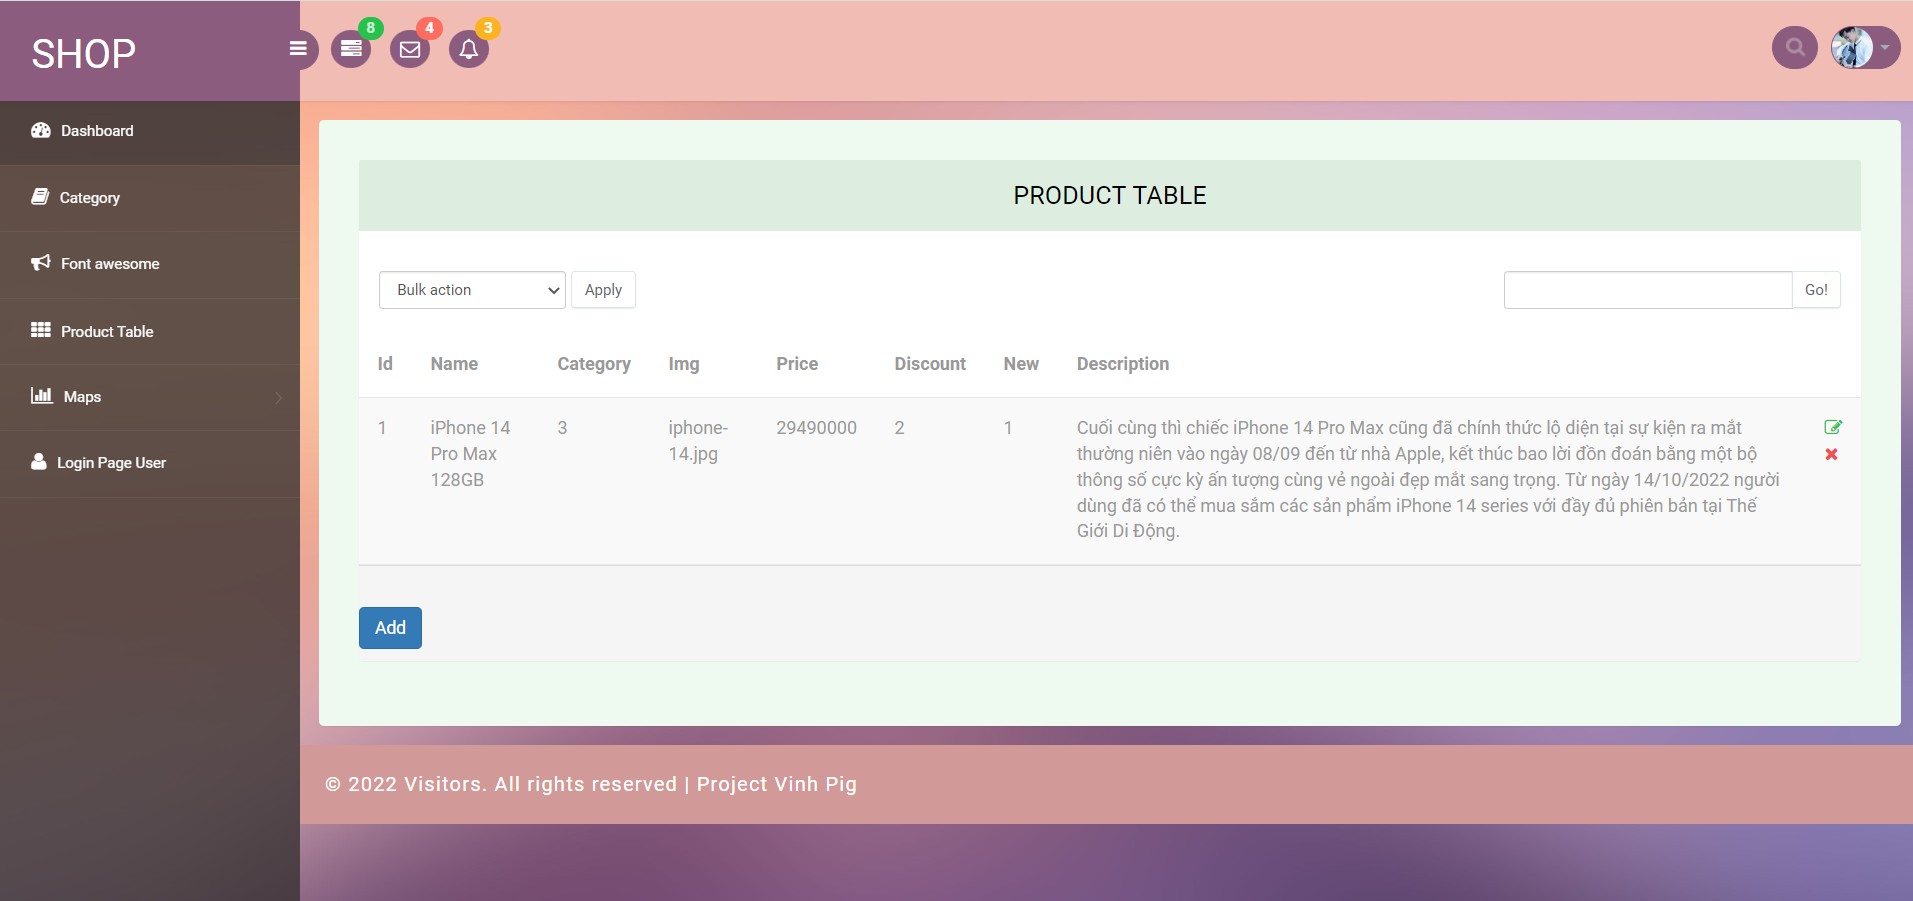 SHOP
8
4
3
Dashboard
Category
Font awesome
Product Table
Maps
Login Page User
PRODUCT TABLE
Bulk action
Apply
Go!
Id Name Category Img Price Discount New Description
1 iPhone 14 3 iphone- 29490000 2 1 Cuối cùng thì chiếc iPhone 14 Pro Max cũng đã chính thức lộ diện tại sự kiện ra mắt
Pro Max 14.jpg thường niên vào ngày 08/09 đến từ nhà Apple, kết thúc bao lời đồn đoán bằng một bộ
128GB thông số cực kỳ ấn tượng cùng vẻ ngoài đẹp mắt sang trọng. Từ ngày 14/10/2022 người
dùng đã có thể mua sắm các sản phẩm iPhone 14 series với đầy đủ phiên bản tại Thế
Giới Di Động.
Add
© 2022 Visitors. All rights reserved | Project Vinh Pig